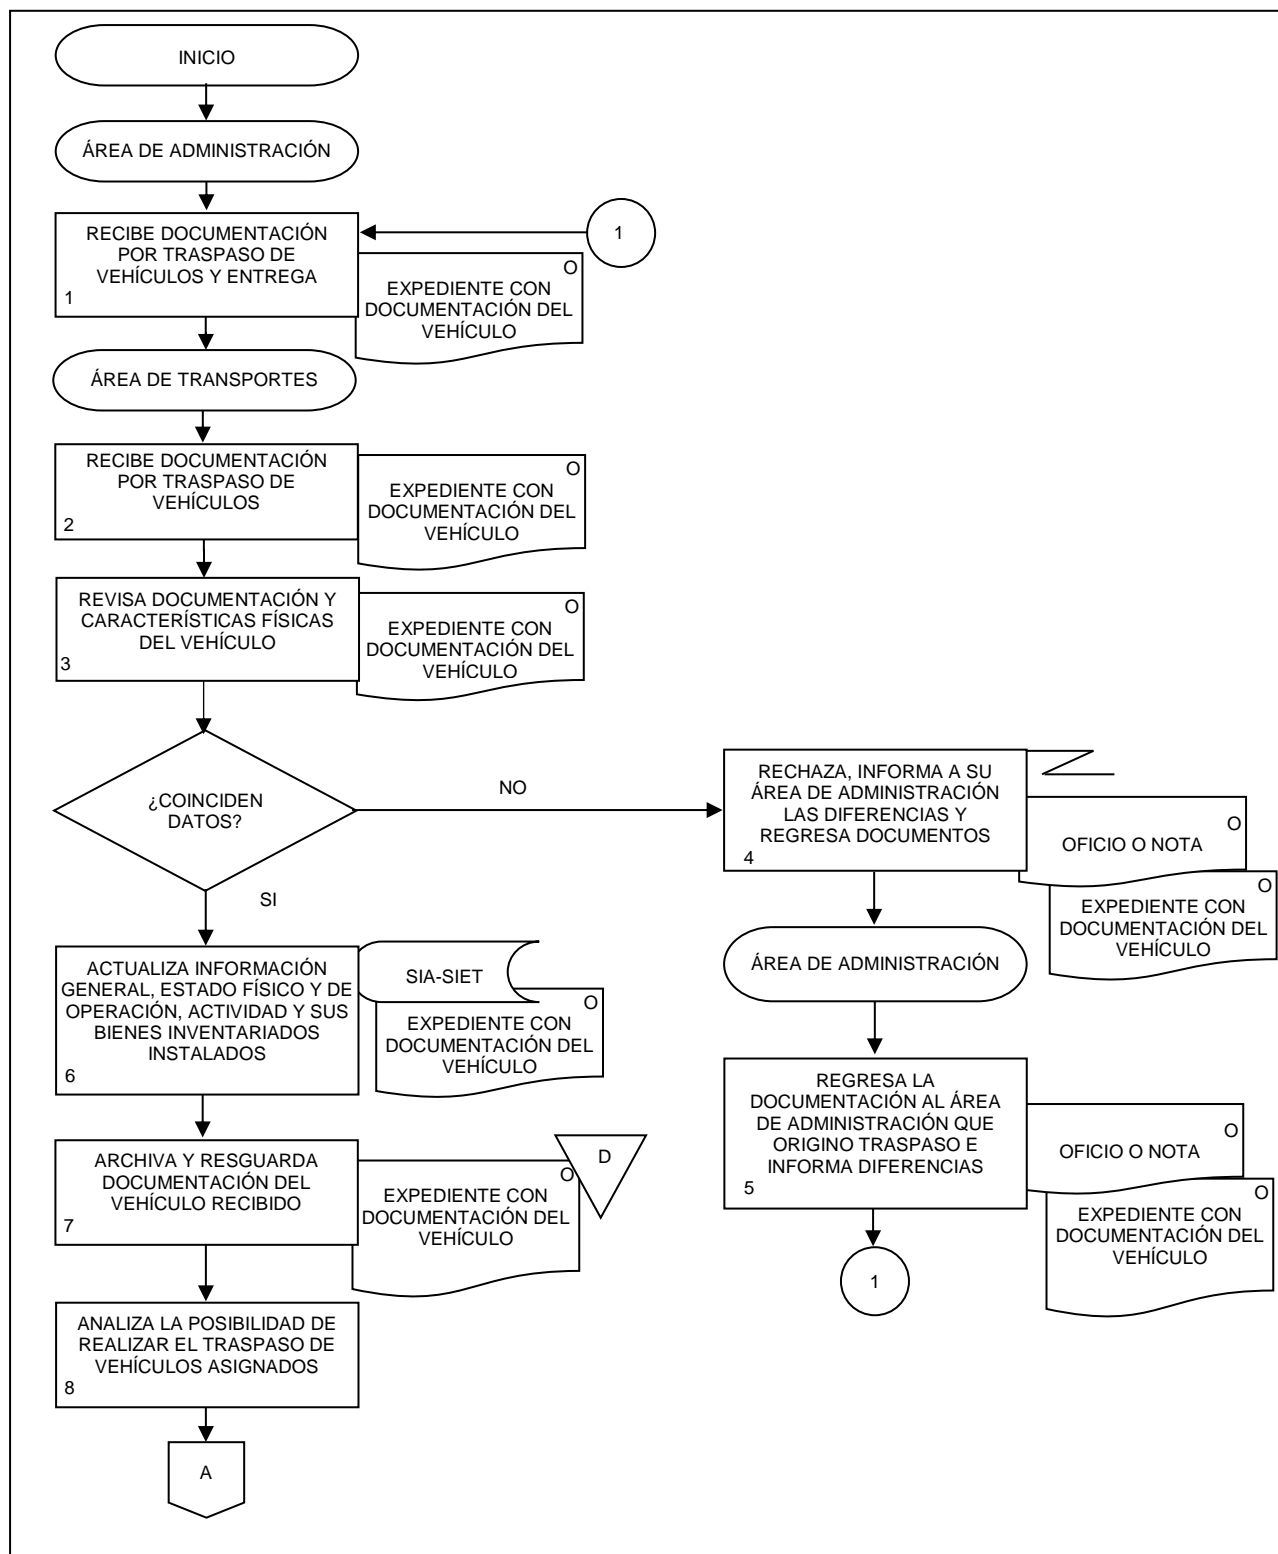 INICIO
ÁREA DE ADMINISTRACIÓN
RECIBE DOCUMENTACIÓN
POR TRASPASO DE
VEHÍCULOS Y ENTREGA
1
1
O
EXPEDIENTE CON
DOCUMENTACIÓN DEL
VEHÍCULO
ÁREA DE TRANSPORTES
RECIBE DOCUMENTACIÓN
POR TRASPASO DE
VEHÍCULOS
2
O
EXPEDIENTE CON
DOCUMENTACIÓN DEL
VEHÍCULO
REVISA DOCUMENTACIÓN Y
CARACTERÍSTICAS FÍSICAS
DEL VEHÍCULO
3
O
EXPEDIENTE CON
DOCUMENTACIÓN DEL
VEHÍCULO
¿COINCIDEN
DATOS?
NO
SI
RECHAZA, INFORMA A SU
ÁREA DE ADMINISTRACIÓN
LAS DIFERENCIAS Y
REGRESA DOCUMENTOS
4
O
OFICIO O NOTA
O
EXPEDIENTE CON
DOCUMENTACIÓN DEL
VEHÍCULO
ÁREA DE ADMINISTRACIÓN
REGRESA LA
DOCUMENTACIÓN AL ÁREA
DE ADMINISTRACIÓN QUE
ORIGINO TRASPASO E
INFORMA DIFERENCIAS
5
O
OFICIO O NOTA
O
EXPEDIENTE CON
DOCUMENTACIÓN DEL
VEHÍCULO
1
ACTUALIZA INFORMACIÓN
GENERAL, ESTADO FÍSICO Y DE
OPERACIÓN, ACTIVIDAD Y SUS
BIENES INVENTARIADOS
INSTALADOS
6
SIA-SIET
O
EXPEDIENTE CON
DOCUMENTACIÓN DEL
VEHÍCULO
ARCHIVA Y RESGUARDA
DOCUMENTACIÓN DEL
VEHÍCULO RECIBIDO
7
D
O
EXPEDIENTE CON
DOCUMENTACIÓN DEL
VEHÍCULO
ANALIZA LA POSIBILIDAD DE
REALIZAR EL TRASPASO DE
VEHÍCULOS ASIGNADOS
8
A